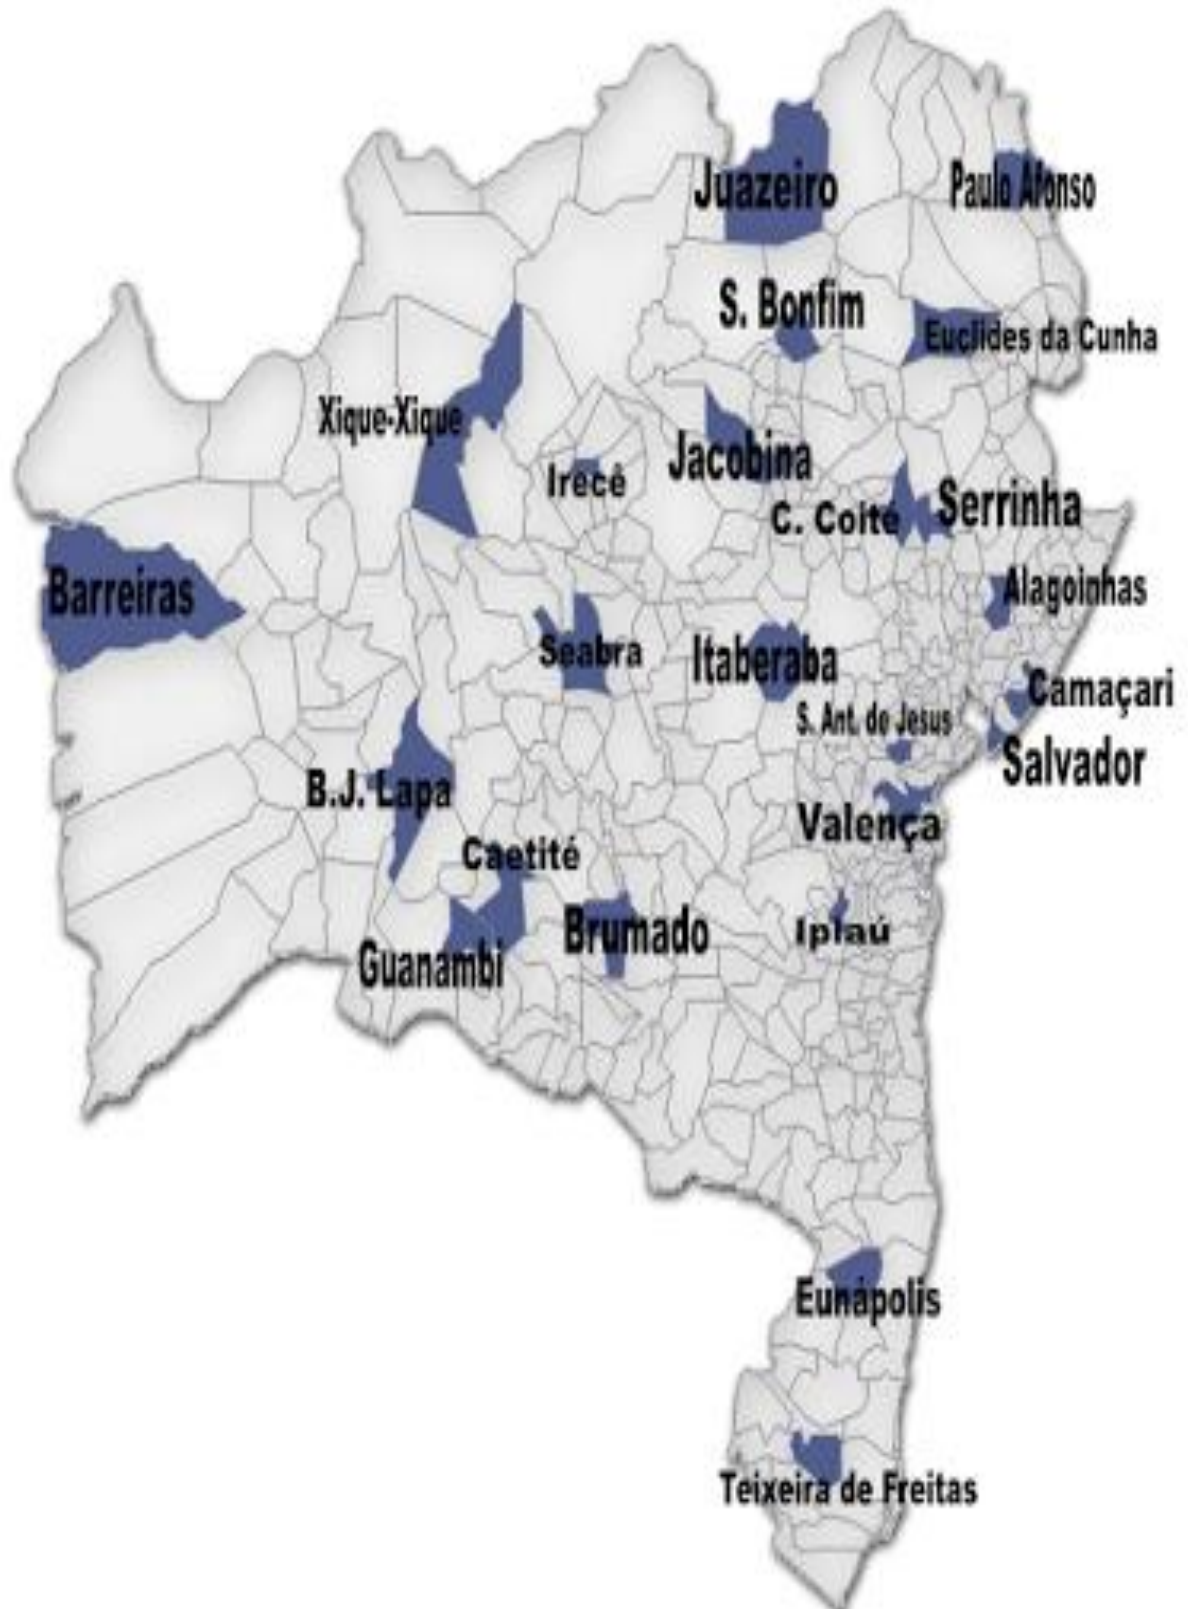 Juazeiro
Paulo Afonso
S. Bonfim
Euclides da Cunha
Xique-Xique
Jacobina
Irecê
C. Coité
Serrinha
Barreiras
Alagoinhas
Seabra
Itaberaba
Camaçari
S. Ant. de Jesus
Salvador
B.J. Lapa
Valença
Caetité
Brumado
Ipiaú
Guanambi
Eunápolis
Teixeira de Freitas